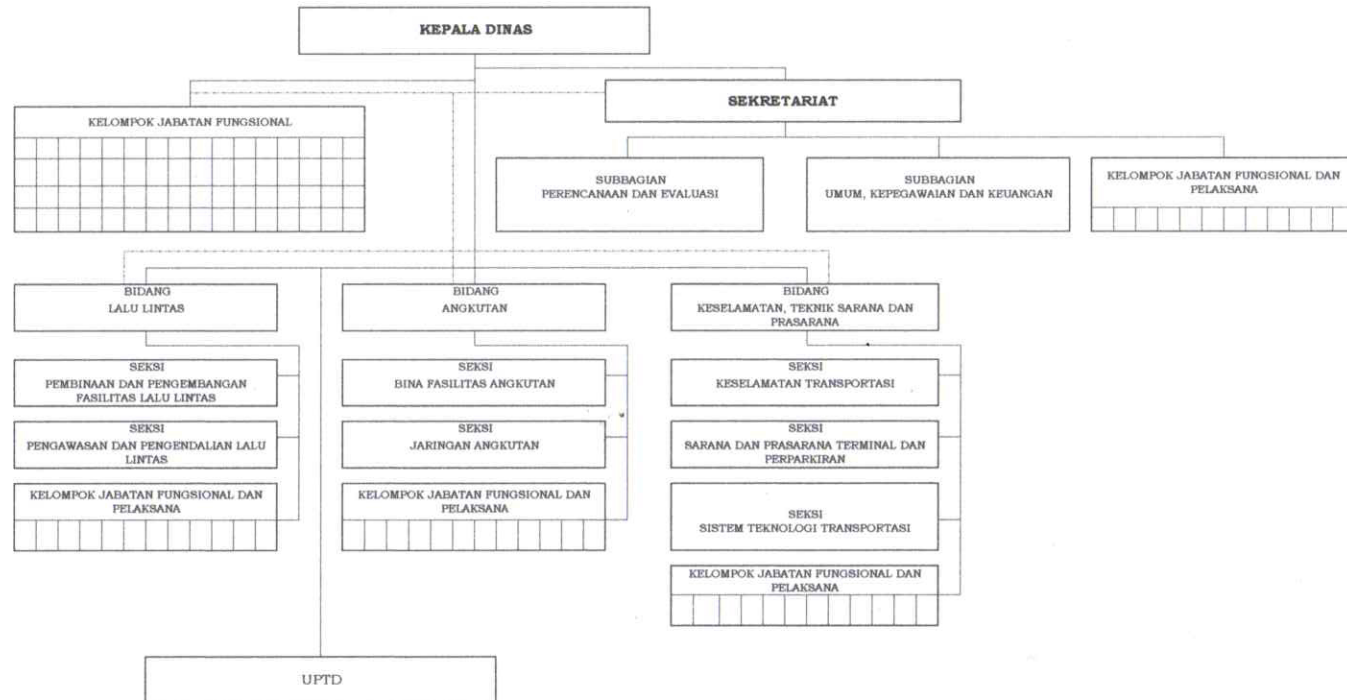 KEPALA DINAS
SEKRETARIAT
KELOMPOK JABATAN FUNGSIONAL
SUBBAGIAN
PERENCANAAN DAN EVALUASI
SUBBAGIAN
UMUM, KEPEGAWAIAN DAN KEUANGAN
KELOMPOK JABATAN FUNGSIONAL DAN
PELAKSANA
BIDANG
LALU LINTAS
BIDANG
ANGKUTAN
BIDANG
KESELAMATAN, TEKNIK SARANA DAN
PRASARANA
SEKSI
PEMBINAAN DAN PENGEMBANGAN
FASILITAS LALU LINTAS
SEKSI
BINA FASILITAS ANGKUTAN
SEKSI
KESELAMATAN TRANSPORTASI
SEKSI
PENGAWASAN DAN PENGENDALIAN LALU
LINTAS
SEKSI
JARINGAN ANGKUTAN
SEKSI
SARANA DAN PRASARANA TERMINAL DAN
PERPARKIRAN
KELOMPOK JABATAN FUNGSIONAL DAN
PELAKSANA
KELOMPOK JABATAN FUNGSIONAL DAN
PELAKSANA
SEKSI
SISTEM TEKNOLOGI TRANSPORTASI
KELOMPOK JABATAN FUNGSIONAL DAN
PELAKSANA
UPTD